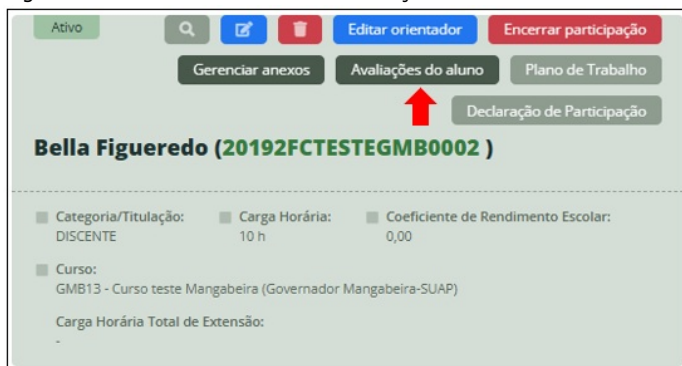 Ativo Editar orientador Encerrar participação
Gerenciar anexos Avaliações do aluno Plano de Trabalho
Declaração de Participação
Bella Figueredo (20192FCTESTEGMB0002 )
Categoria/Titulação: Carga Horária: Coeficiente de Rendimento Escolar:
DISCENTE 10 h 0,00
Curso:
GMB13 - Curso teste Mangabeira (Governador Mangabeira-SUAP)
Carga Horária Total de Extensão:
-